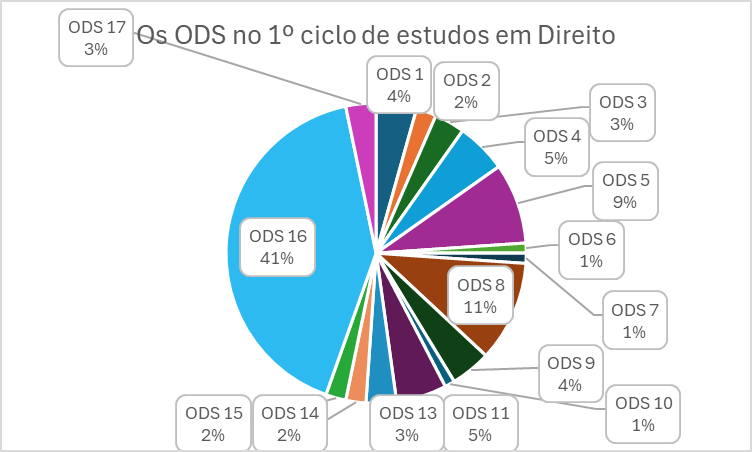 Os ODS no 1º ciclo de estudos em Direito
ODS 17
3%
ODS 1
4%
ODS 2
2%
ODS 3
3%
ODS 4
5%
ODS 5
9%
ODS 6
1%
ODS 7
1%
ODS 8
11%
ODS 9
4%
ODS 10
1%
ODS 11
5%
ODS 13
3%
ODS 14
2%
ODS 15
2%
ODS 16
41%